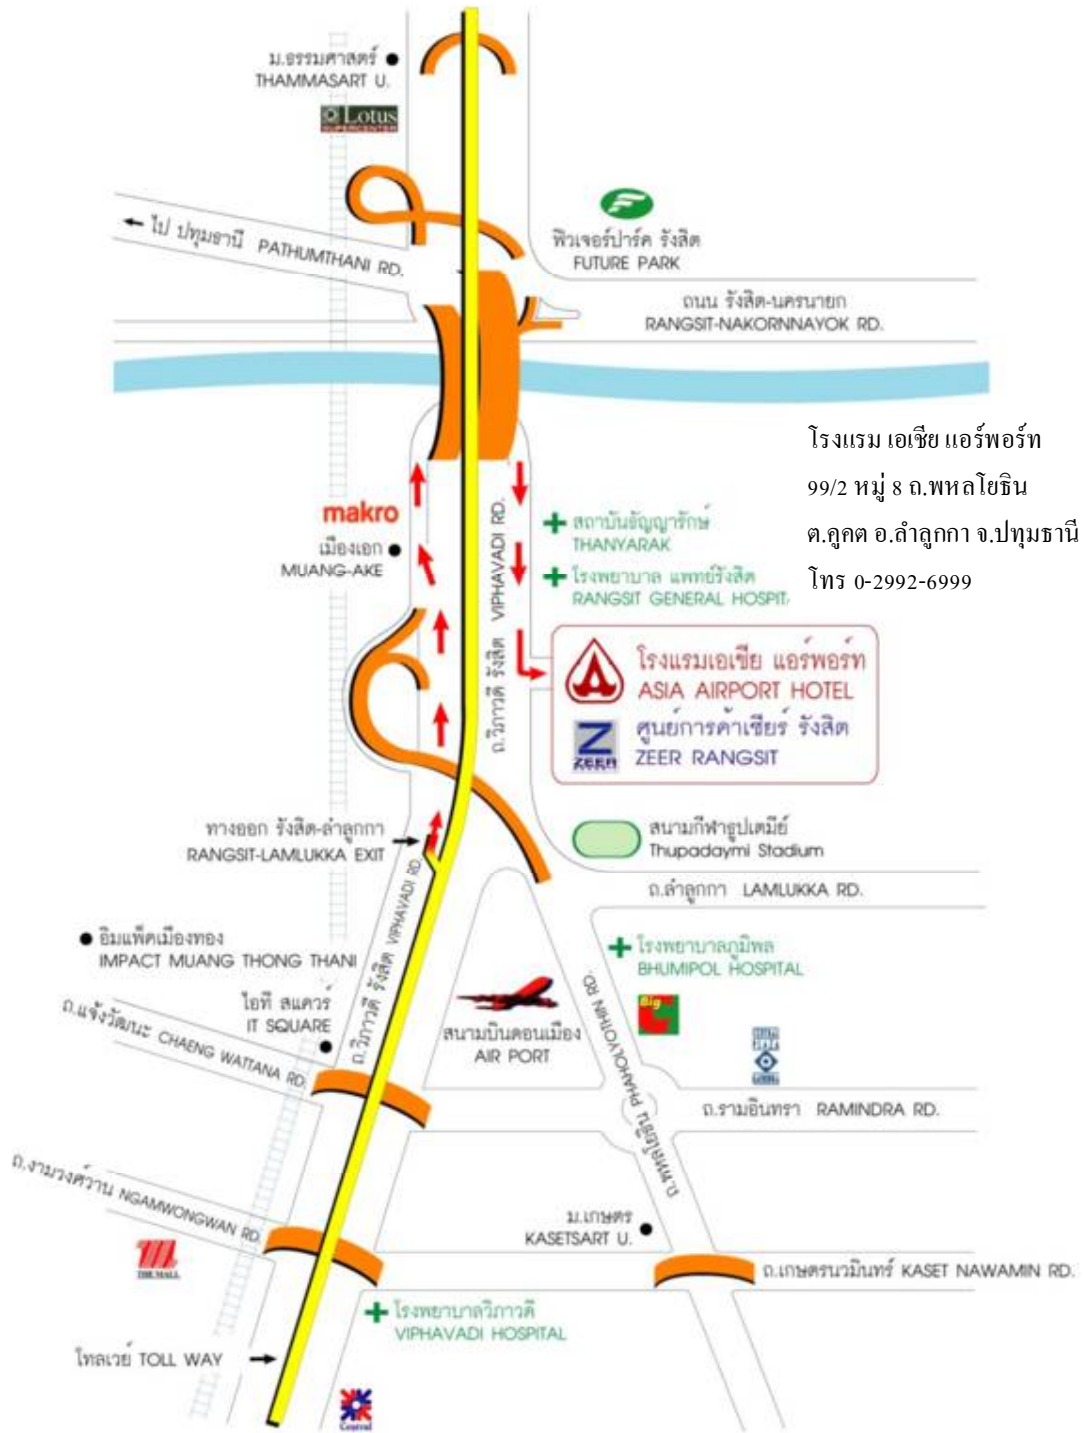 ม.ธรรมศาสตร์
THAMMASART U.
Lotus
SUPERCENTER
ไป ปทุมธานี PATHUMTHANI RD.
ฟิวเจอร์ปาร์ค รังสิต
FUTURE PARK
ถนน รังสิต-นครนายก
RANGSIT-NAKORNNAYOK RD.
โรงแรม เอเชีย แอร์พอร์ท
99/2 หมู่ 8 ถ.พหลโยธิน
ต.คูคต อ.ลำลูกกา จ.ปทุมธานี
โทร 0-2992-6999
makro
เมืองเอก
MUANG-AKE
ถ.วิภาวดี รังสิต VIPHAVADI RD.
สถาบันธัญญารักษ์
THANYARAK
โรงพยาบาล แพทย์รังสิต
RANGSIT GENERAL HOSPIT
โรงแรมเอเชีย แอร์พอร์ท
ASIA AIRPORT HOTEL
ZEER
ศูนย์การค้าเซียร์ รังสิต
ZEER RANGSIT
ทางออก รังสิต-ลำลูกกา
RANGSIT-LAMLUKKA EXIT
สนามกีฬาธูปเตมีย์
Thupadaymi Stadium
ถ.ลำลูกกา LAMLUKKA RD.
ถ.วิภาวดี รังสิต VIPHAVADI RD.
อิมแพ็คเมืองทอง
IMPACT MUANG THONG THANI
ไอที สแควร์
IT SQUARE
ถ.แจ้งวัฒนะ CHAENG WATTANA RD.
สนามบินดอนเมือง
AIR PORT
โรงพยาบาลภูมิพล
BHUMIPOL HOSPITAL
Big C
ถ.พหลโยธิน PHAHOLYOTHIN RD.
ถ.รามอินทรา RAMINDRA RD.
ถ.งามวงศ์วาน NGAMWONGWAN RD.
THE MALL
ม.เกษตร
KASETSART U.
ถ.เกษตรนวมินทร์ KASET NAWAMIN RD.
โรงพยาบาลวิภาวดี
VIPHAVADI HOSPITAL
โทลเวย์ TOLL WAY
Central